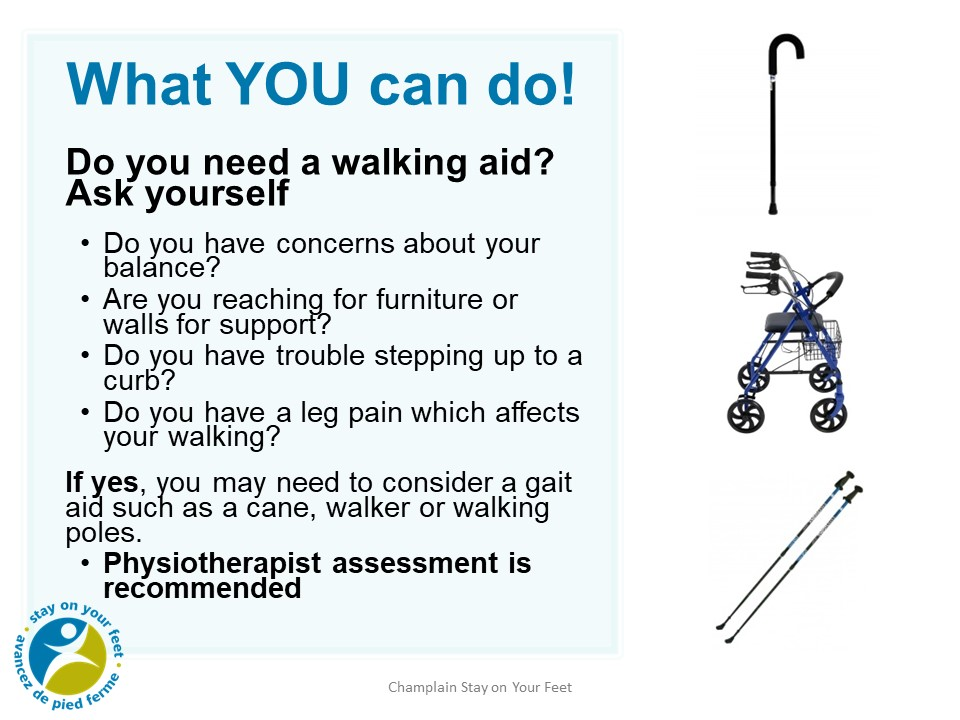 What YOU can do!
Do you need a walking aid?
Ask yourself
• Do you have concerns about your
balance?
• Are you reaching for furniture or
walls for support?
• Do you have trouble stepping up to a
curb?
• Do you have a leg pain which affects
your walking?
If yes, you may need to consider a gait
aid such as a cane, walker or walking
poles.
• Physiotherapist assessment is
recommended
stay on your feet •
avancez de pied ferme •
Champlain Stay on Your Feet